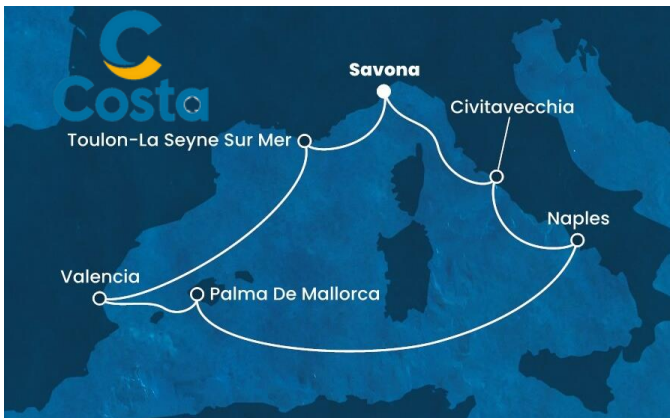 Costa
Savona
Civitavecchia
Toulon-La Seyne Sur Mer
Naples
Valencia
Palma De Mallorca